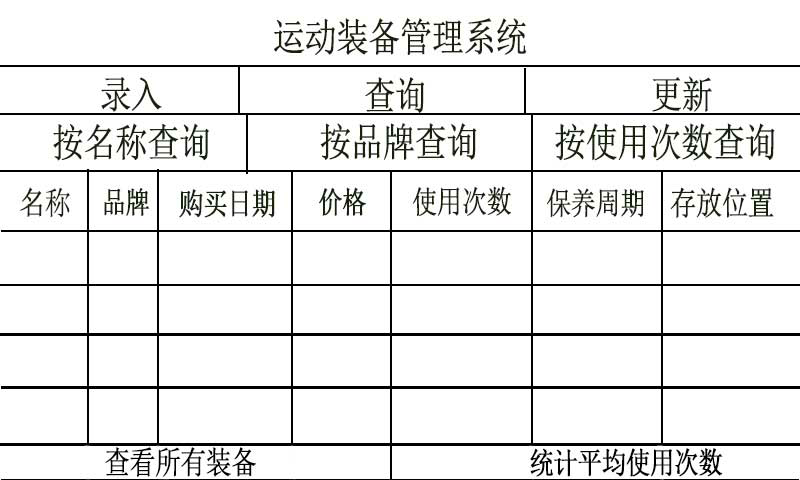 运动装备管理系统
录入 查询 更新
按名称查询 按品牌查询 按使用次数查询
名称 品牌 购买日期 价格 使用次数 保养周期 存放位置
查看所有装备 统计平均使用次数